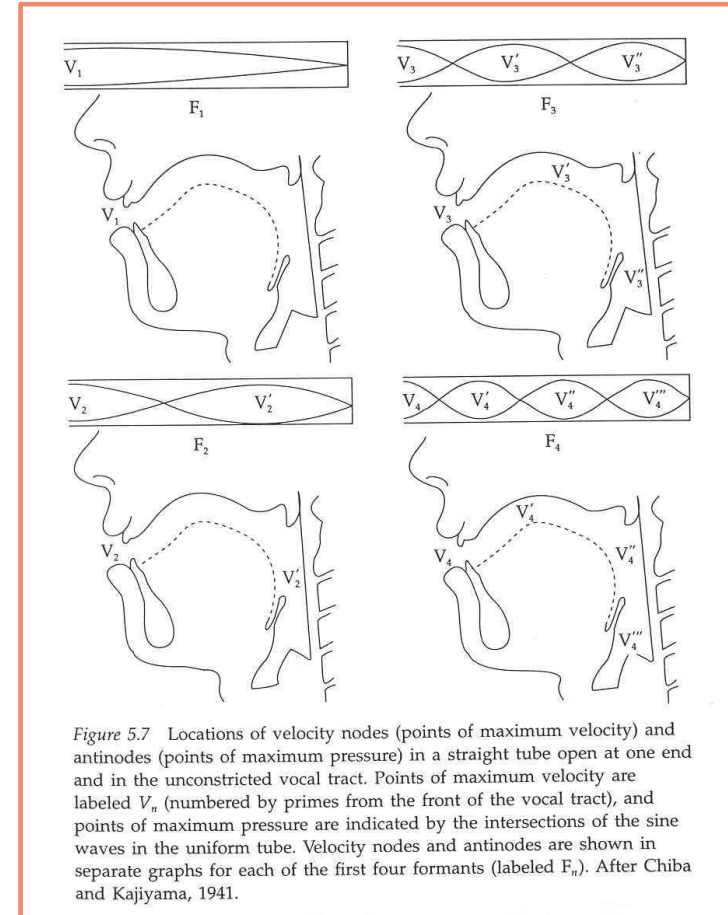 V₁
F₁
V₁
V₃ V₃′ V₃″
F₃
V₃′
V₃
V₃″
V₂ V₂′
F₂
V₂
V₂′
V₄ V₄′ V₄″ V₄‴
F₄
V₄′
V₄ V₄″
V₄‴
Figure 5.7 Locations of velocity nodes (points of maximum velocity) and
antinodes (points of maximum pressure) in a straight tube open at one end
and in the unconstricted vocal tract. Points of maximum velocity are
labeled Vₙ (numbered by primes from the front of the vocal tract), and
points of maximum pressure are indicated by the intersections of the sine
waves in the uniform tube. Velocity nodes and antinodes are shown in
separate graphs for each of the first four formants (labeled Fₙ). After Chiba
and Kajiyama, 1941.